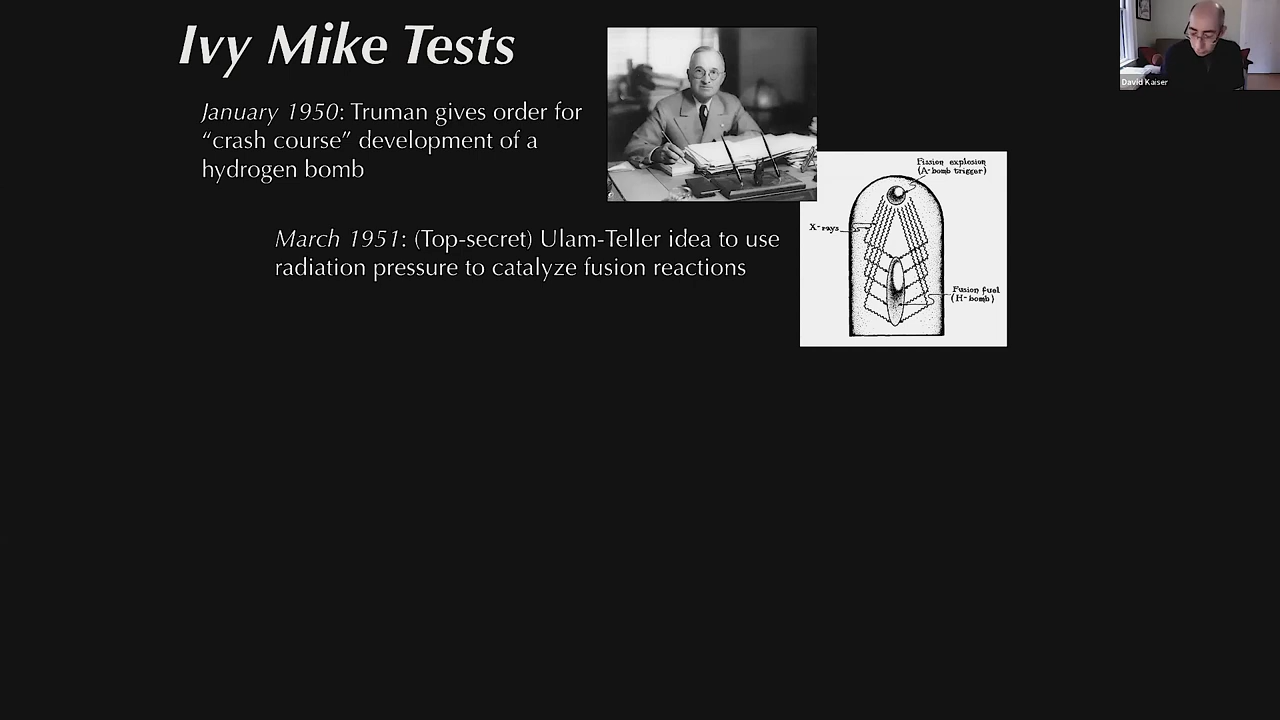 Ivy Mike Tests
January 1950: Truman gives order for
“crash course” development of a
hydrogen bomb
March 1951: (Top-secret) Ulam-Teller idea to use
radiation pressure to catalyze fusion reactions
Fission explosion
(A-bomb trigger)
X-rays
Fusion fuel
(H-bomb)
David Kaiser